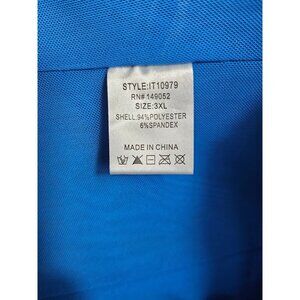 STYLE:IT10979
RN# 149052
SIZE:3XL
SHELL:94%POLYESTER
6%SPANDEX
MADE IN CHINA